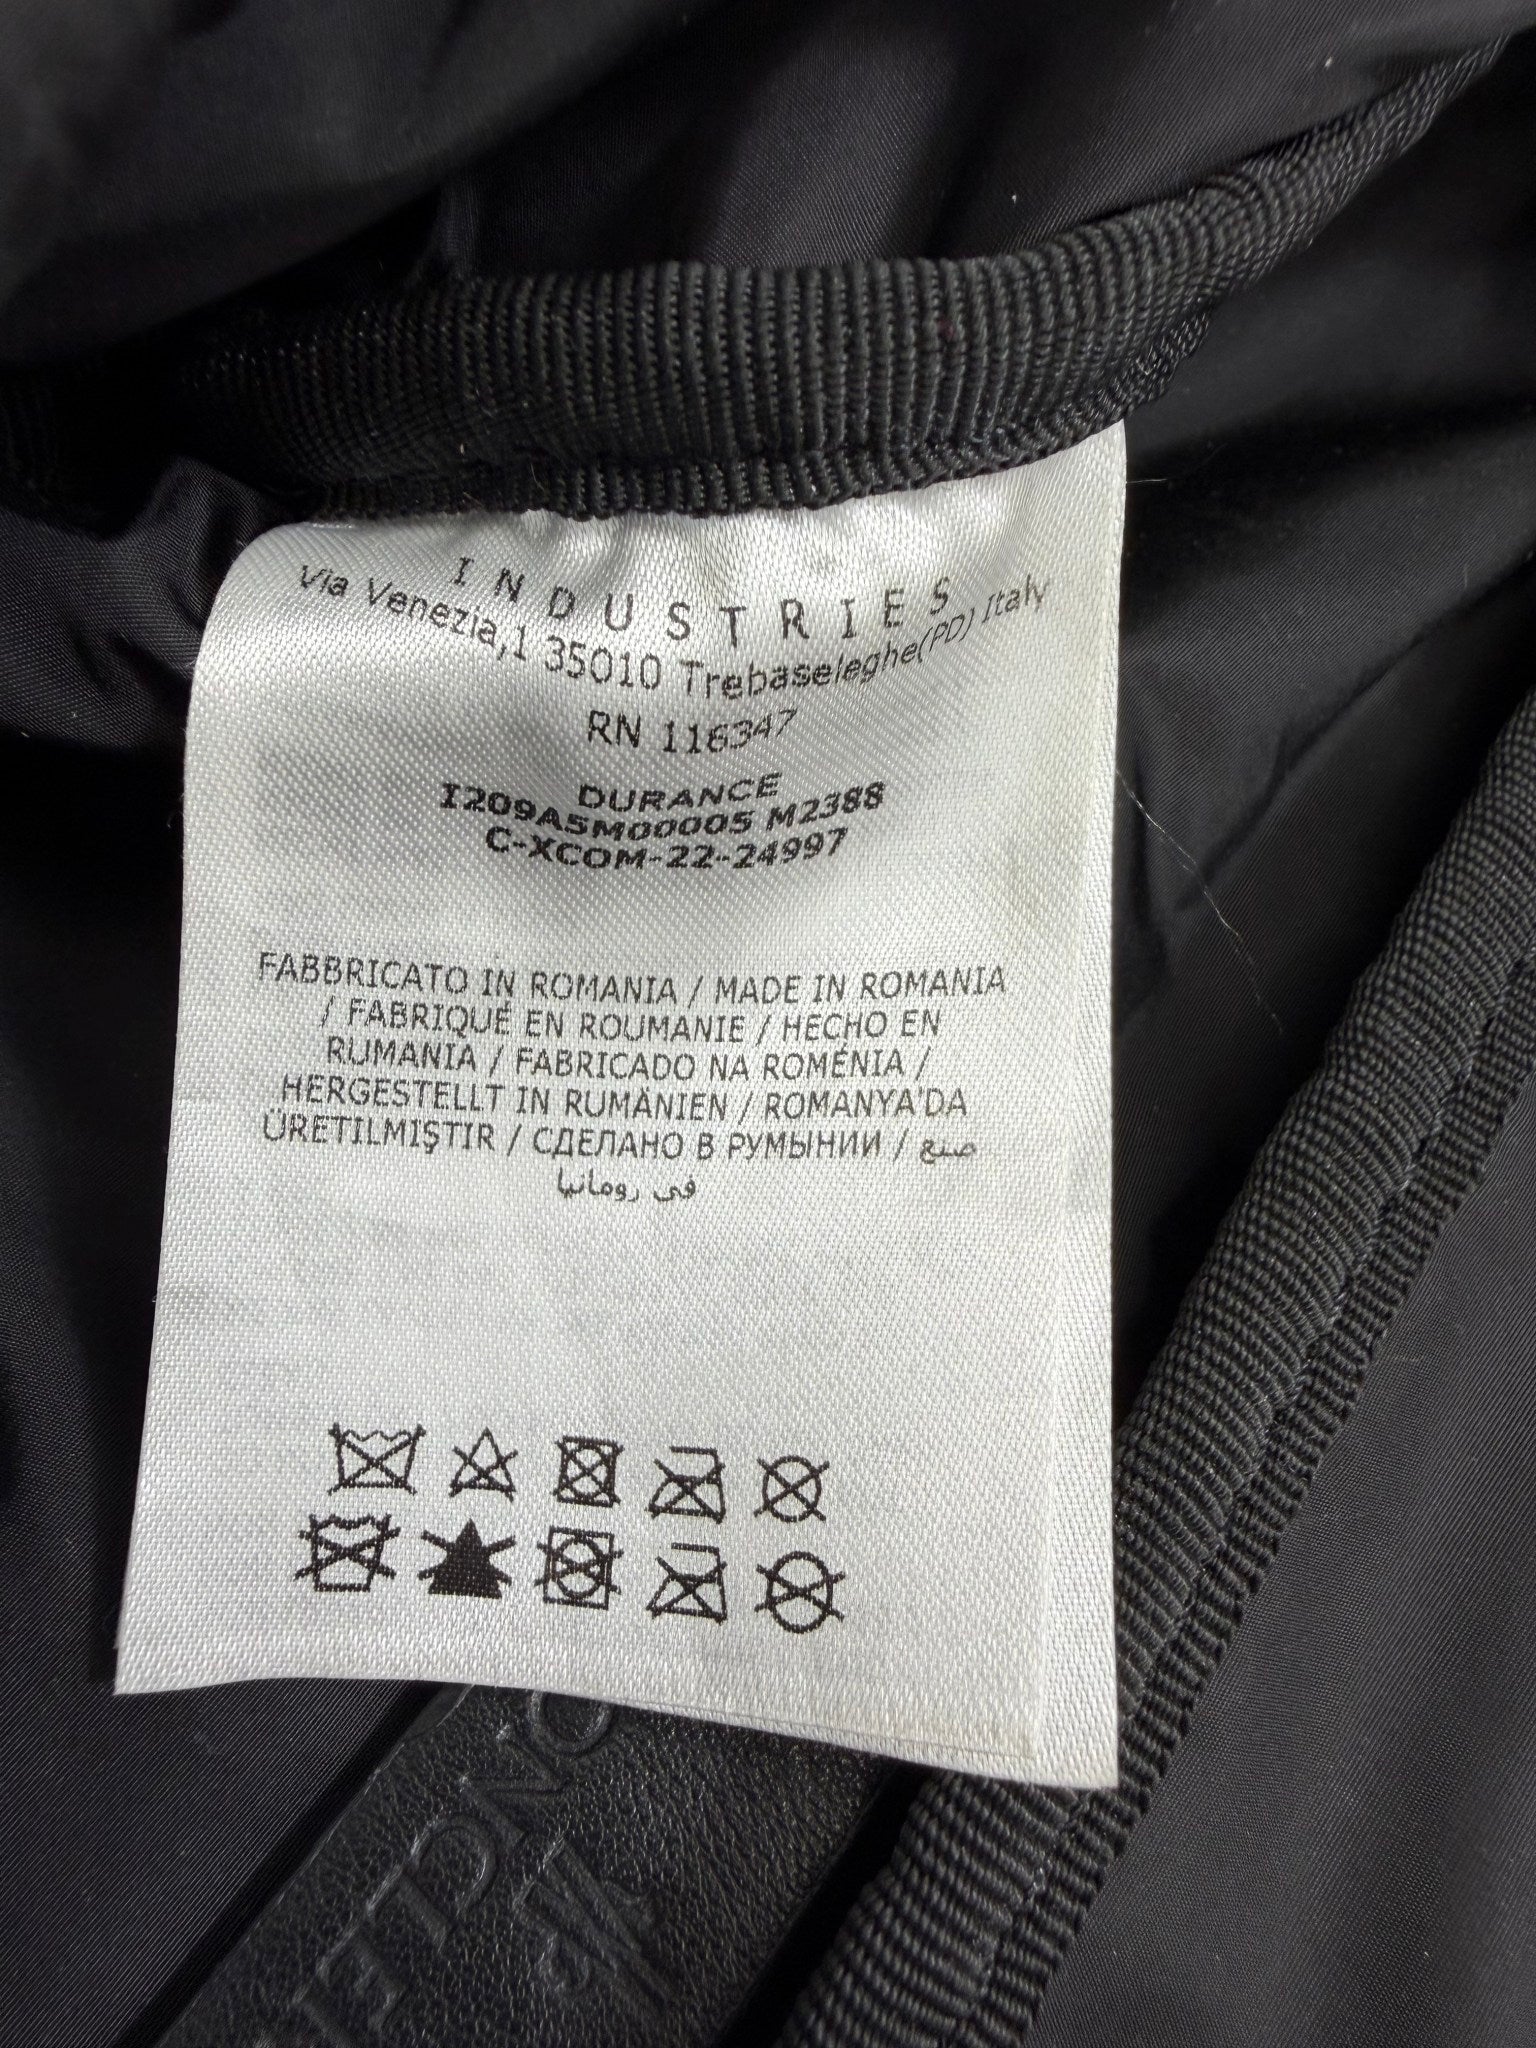 INDUSTRIES
Via Venezia,1 35010 Trebaseleghe(PD) Italy
RN 116347
DURANCE
I209A5M00005 M2388
C-XCOM-22-24997
FABBRICATO IN ROMANIA / MADE IN ROMANIA
/ FABRIQUÉ EN ROUMANIE / HECHO EN
RUMANIA / FABRICADO NA ROMÉNIA /
HERGESTELLT IN RUMÄNIEN / ROMANYA'DA
ÜRETILMIŞTIR / СДЕЛАНО В РУМЫНИИ / صنع
في رومانيا